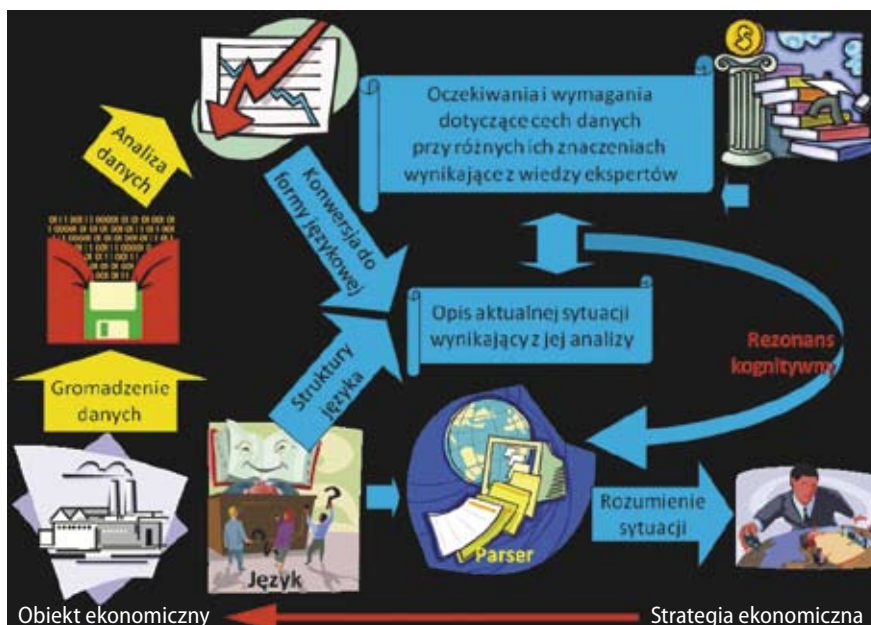 Analiza
danych
Oczekiwania i wymagania
dotyczące cech danych
przy różnych ich znaczeniach
wynikające z wiedzy ekspertów
Konwersja do
formy językowej
Opis aktualnej sytuacji
wynikający z jej analizy
Rezonans
kognitywny
Gromadzenie
danych
Struktury
języka
Rozumienie
sytuacji
Parser
Język
Obiekt ekonomiczny
Strategia ekonomiczna